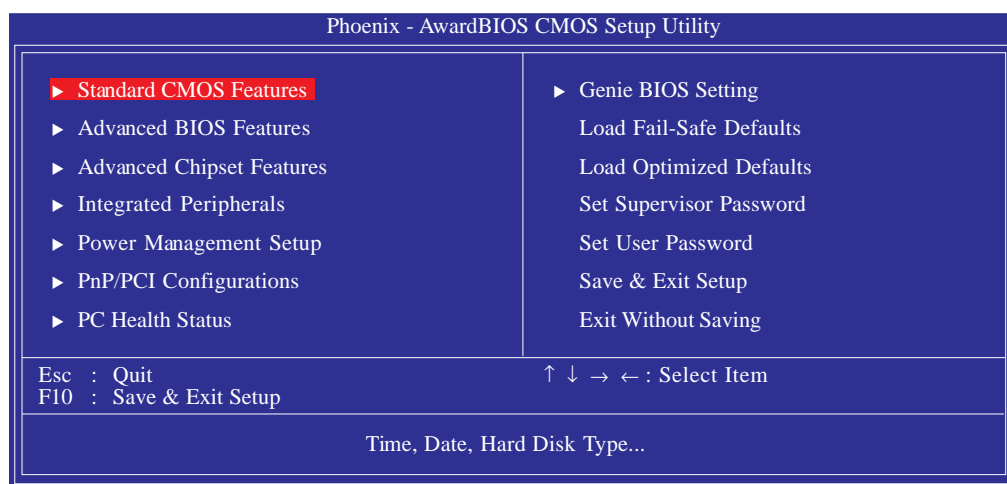 Phoenix - AwardBIOS CMOS Setup Utility
▶ Standard CMOS Features
▶ Advanced BIOS Features
▶ Advanced Chipset Features
▶ Integrated Peripherals
▶ Power Management Setup
▶ PnP/PCI Configurations
▶ PC Health Status
▶ Genie BIOS Setting
Load Fail-Safe Defaults
Load Optimized Defaults
Set Supervisor Password
Set User Password
Save & Exit Setup
Exit Without Saving
Esc : Quit
F10 : Save & Exit Setup
↑ ↓ → ← : Select Item
Time, Date, Hard Disk Type...